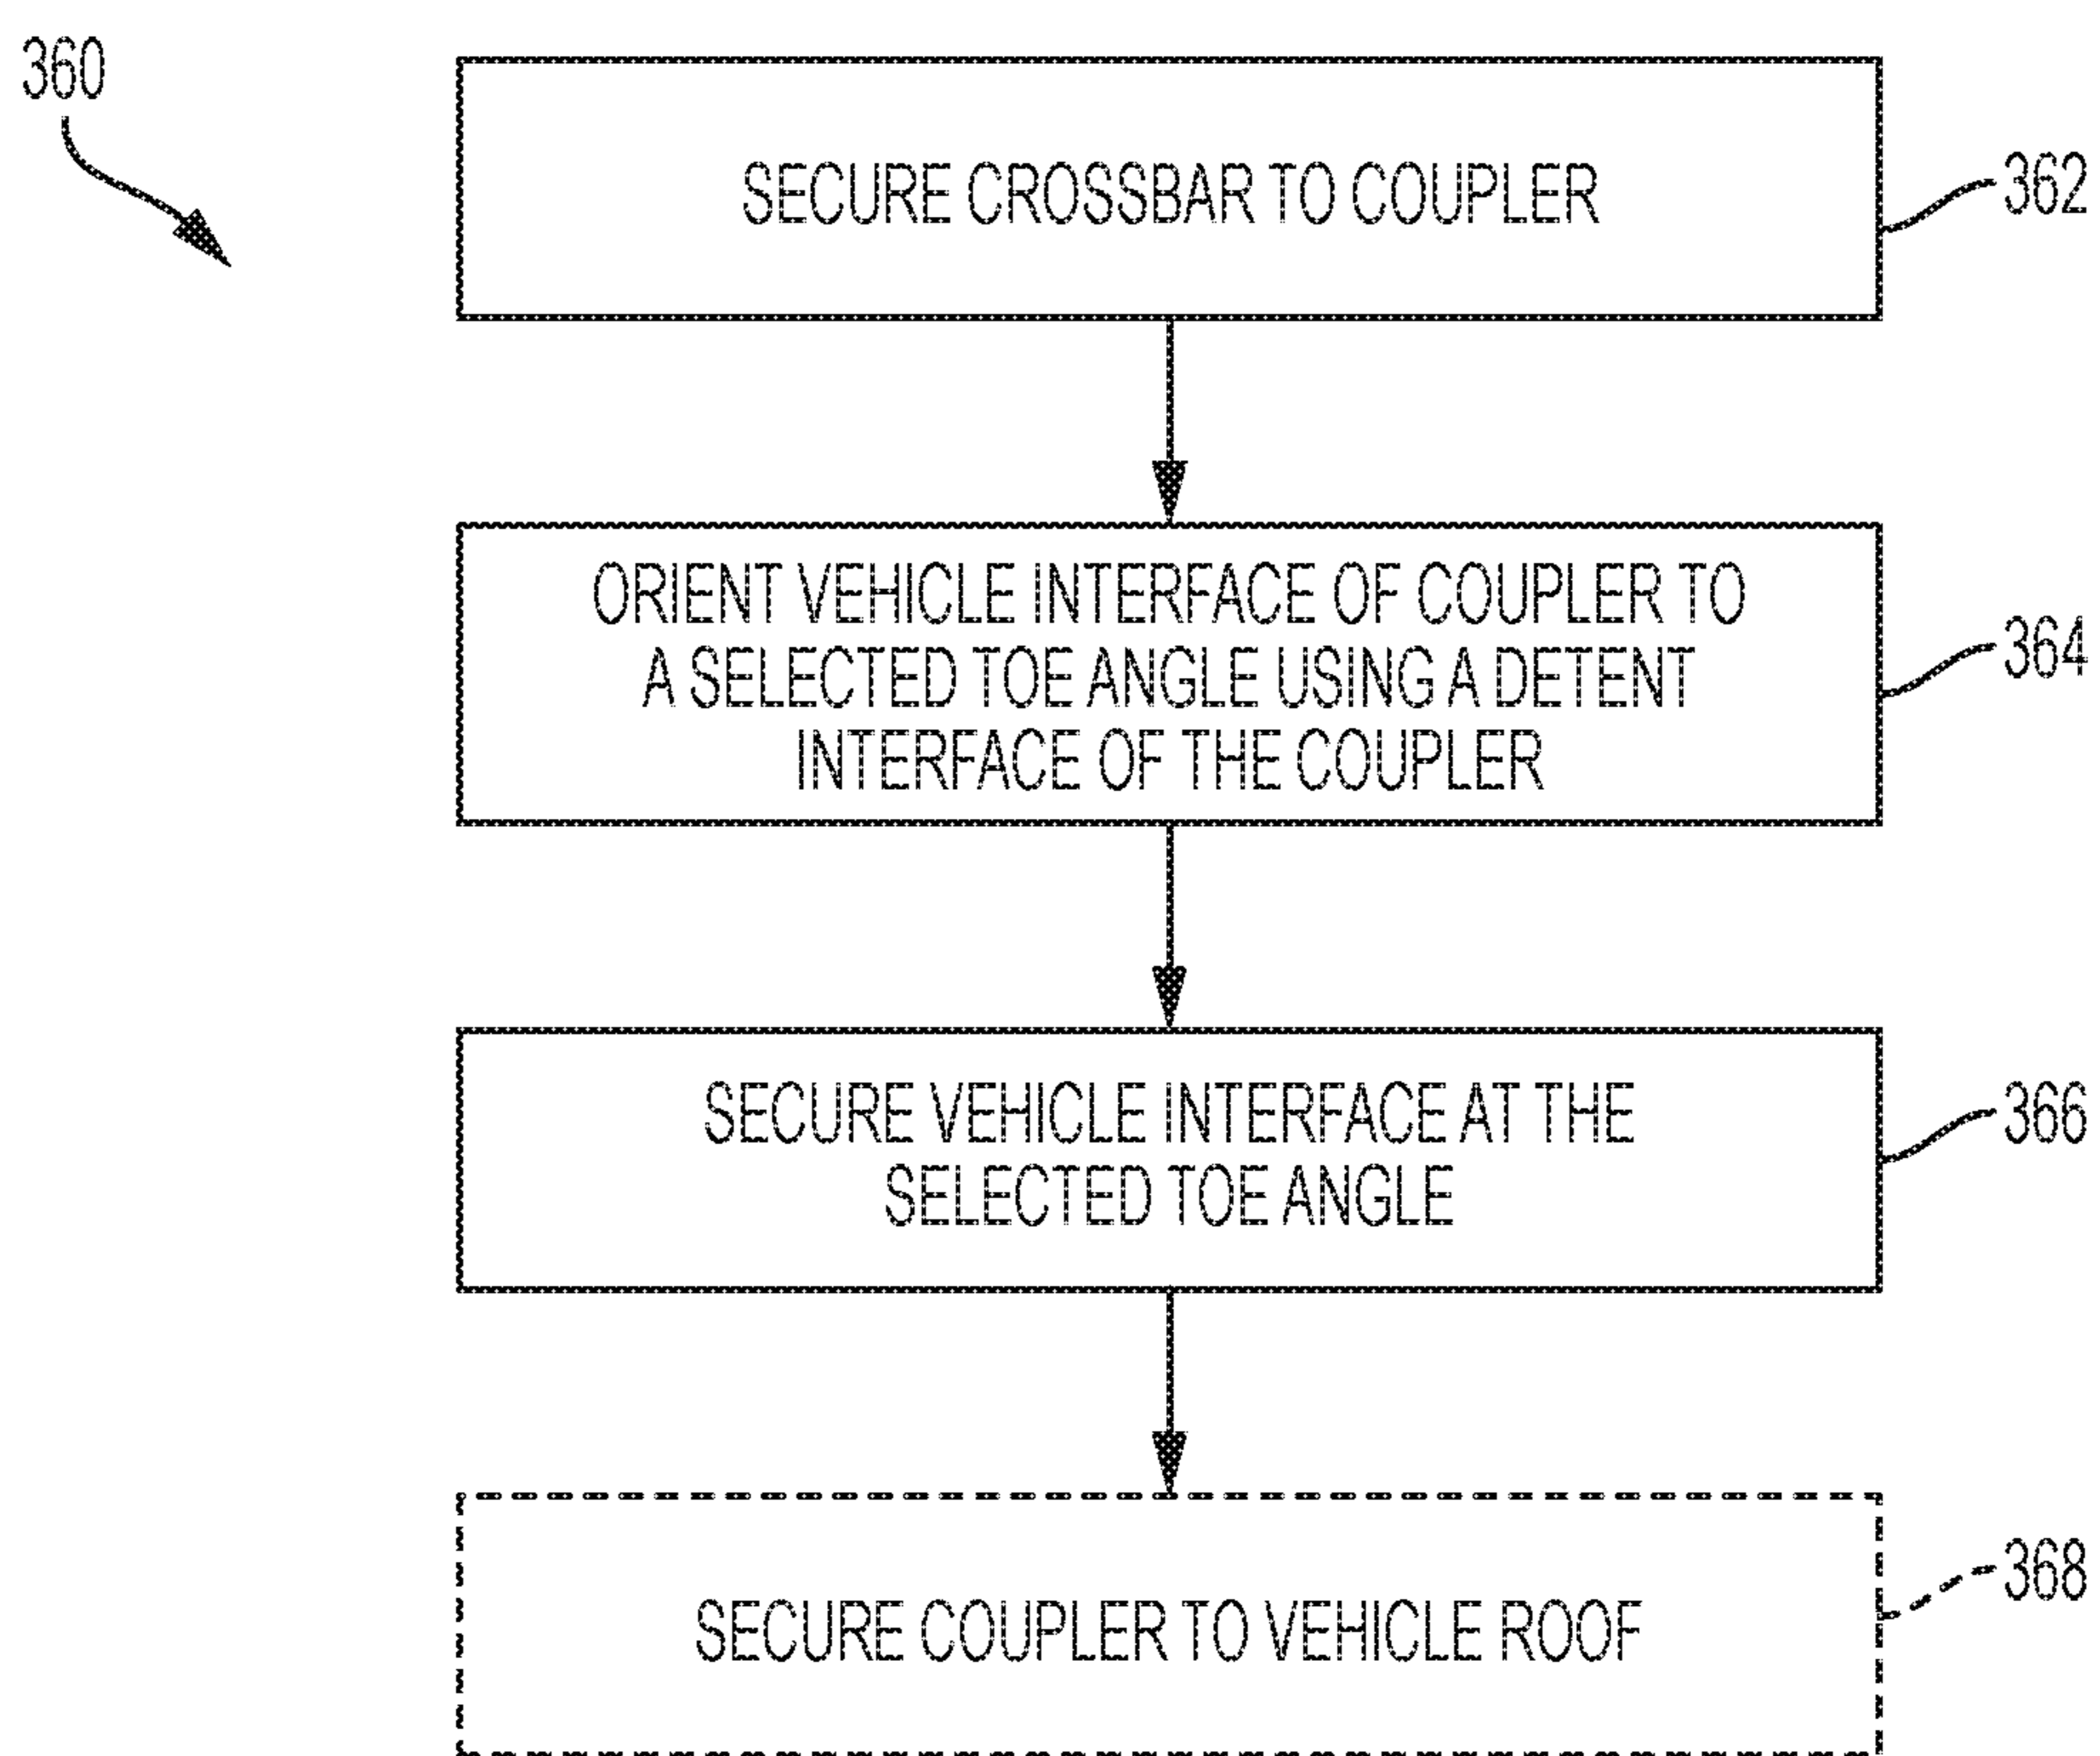 360
SECURE CROSSBAR TO COUPLER
362
ORIENT VEHICLE INTERFACE OF COUPLER TO
A SELECTED TOE ANGLE USING A DETENT
INTERFACE OF THE COUPLER
364
SECURE VEHICLE INTERFACE AT THE
SELECTED TOE ANGLE
366
SECURE COUPLER TO VEHICLE ROOF
368